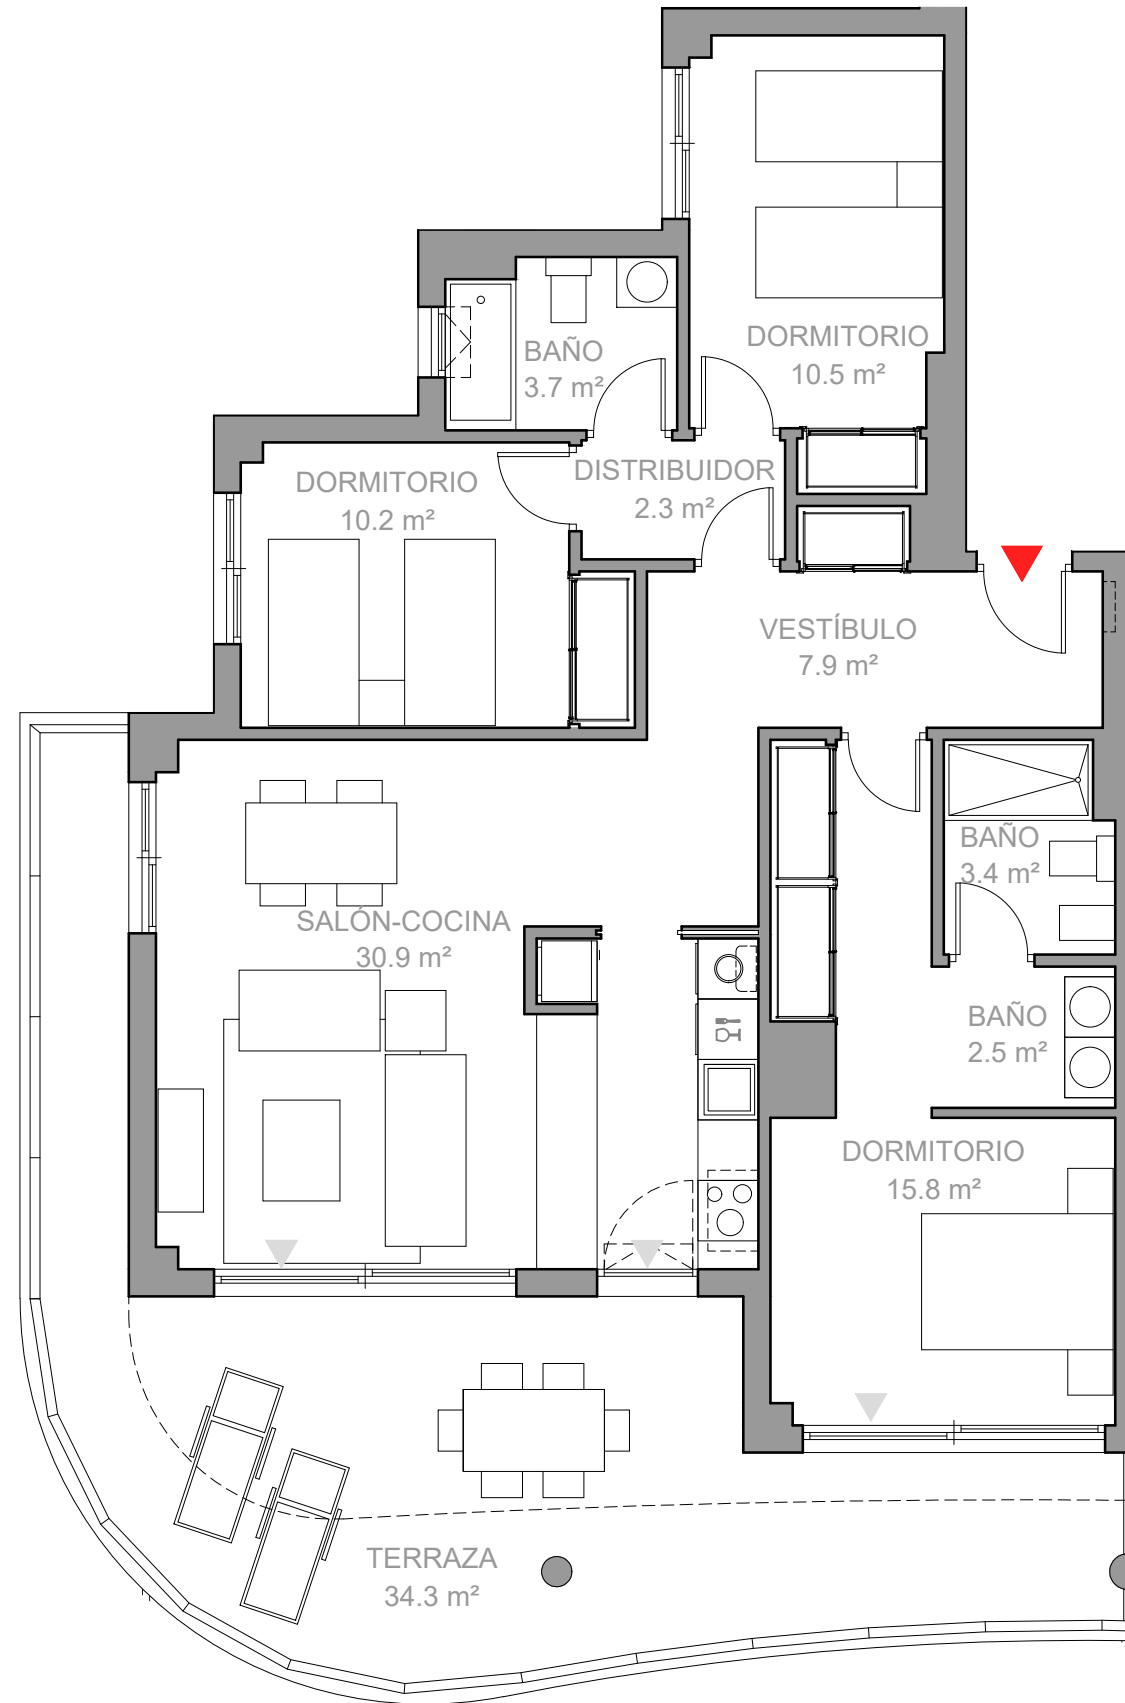 DORMITORIO
10.5 m²
BAÑO
3.7 m²
DISTRIBUIDOR
2.3 m²
DORMITORIO
10.2 m²
VESTÍBULO
7.9 m²
BAÑO
3.4 m²
SALÓN-COCINA
30.9 m²
BAÑO
2.5 m²
DORMITORIO
15.8 m²
TERRAZA
34.3 m²